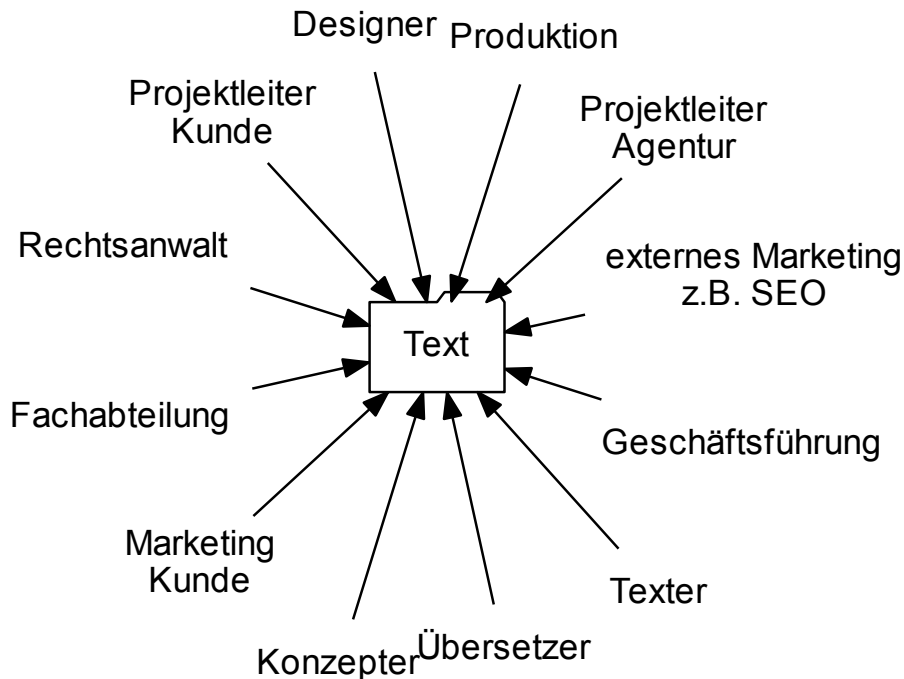 Designer
Produktion
Projektleiter
Kunde
Projektleiter
Agentur
Rechtsanwalt
externes Marketing
z.B. SEO
Text
Fachabteilung
Geschäftsführung
Marketing
Kunde
Texter
Konzepter
Übersetzer